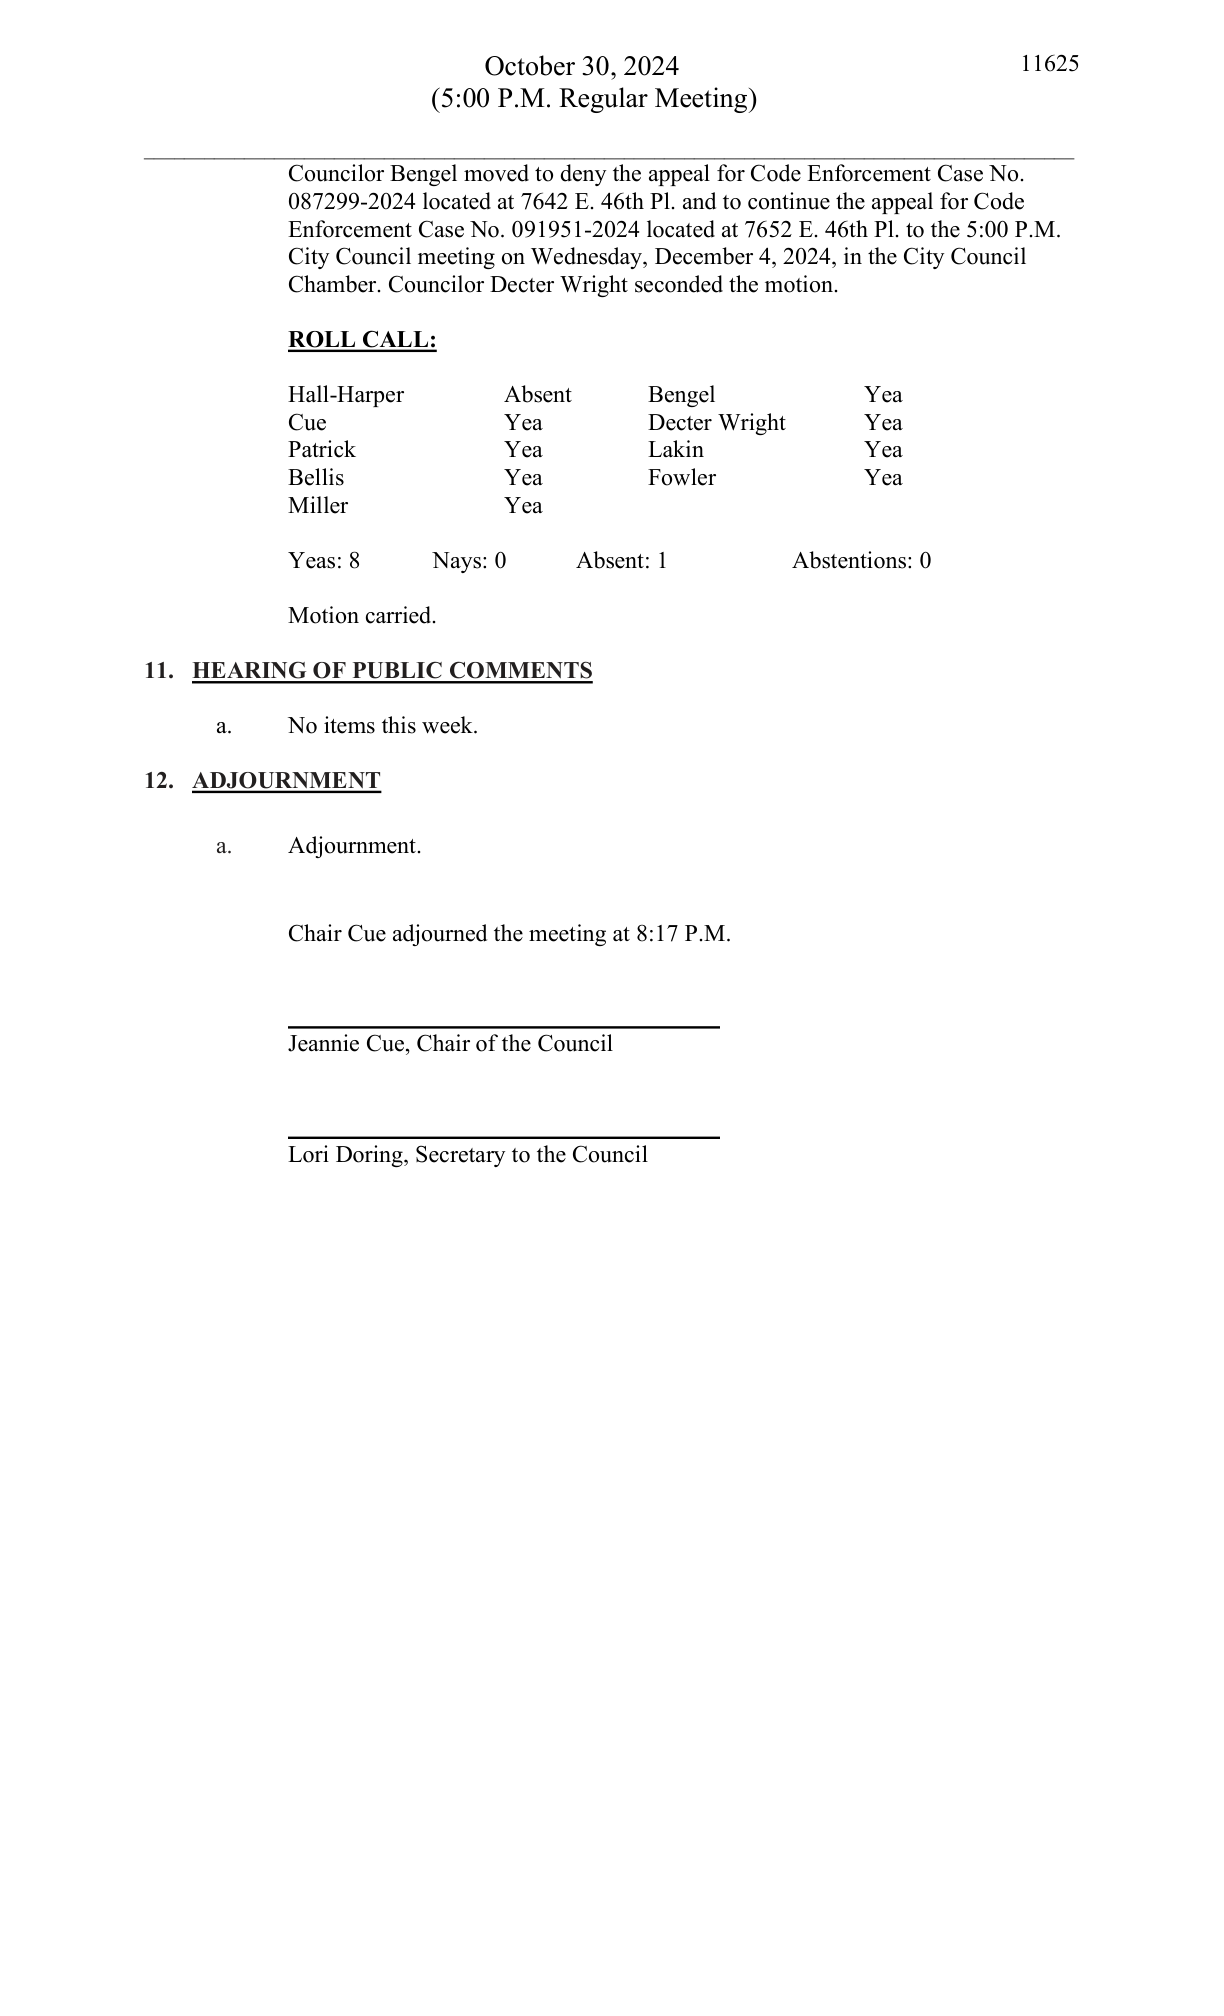 October 30, 2024
11625
(5:00 P.M. Regular Meeting)
Councilor Bengel moved to deny the appeal for Code Enforcement Case No.
087299-2024 located at 7642 E. 46th Pl. and to continue the appeal for Code
Enforcement Case No. 091951-2024 located at 7652 E. 46th Pl. to the 5:00 P.M.
City Council meeting on Wednesday, December 4, 2024, in the City Council
Chamber. Councilor Decter Wright seconded the motion.
ROLL CALL:
Hall-Harper Absent Bengel Yea
Cue Yea Decter Wright Yea
Patrick Yea Lakin Yea
Bellis Yea Fowler Yea
Miller Yea
Yeas: 8 Nays: 0 Absent: 1 Abstentions: 0
Motion carried.
11. HEARING OF PUBLIC COMMENTS
a. No items this week.
12. ADJOURNMENT
a. Adjournment.
Chair Cue adjourned the meeting at 8:17 P.M.
Jeannie Cue, Chair of the Council
Lori Doring, Secretary to the Council